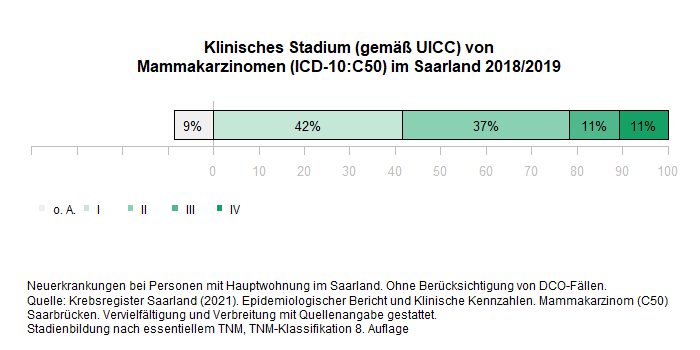 Klinisches Stadium (gemäß UICC) von
Mammakarzinomen (ICD-10:C50) im Saarland 2018/2019
9% 42% 37% 11% 11%
0 10 20 30 40 50 60 70 80 90 100
o. A. I II III IV
Neuerkrankungen bei Personen mit Hauptwohnung im Saarland. Ohne Berücksichtigung von DCO-Fällen.
Quelle: Krebsregister Saarland (2021). Epidemiologischer Bericht und Klinische Kennzahlen. Mammakarzinom (C50)
Saarbrücken. Vervielfältigung und Verbreitung mit Quellenangabe gestattet.
Stadienbildung nach essentiellem TNM, TNM-Klassifikation 8. Auflage